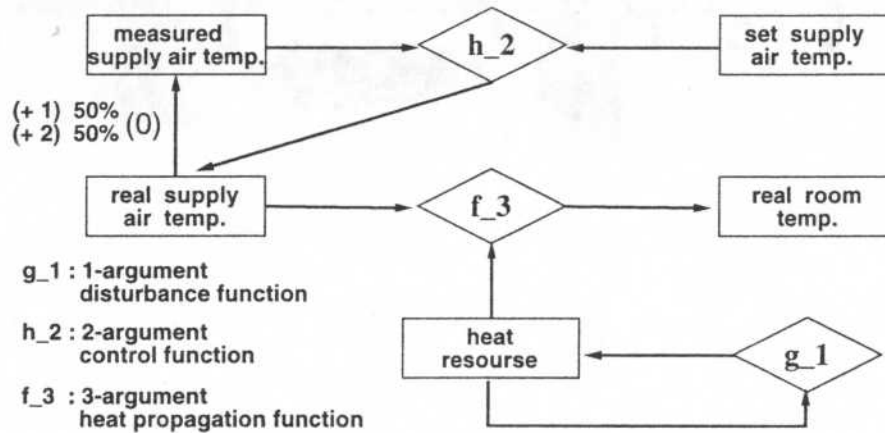 measured
supply air temp.
h_2
set supply
air temp.
(+ 1) 50%
(+ 2) 50% (0)
real supply
air temp.
f_3
real room
temp.
g_1 : 1-argument
disturbance function
h_2 : 2-argument
control function
f_3 : 3-argument
heat propagation function
heat
resourse
g_1